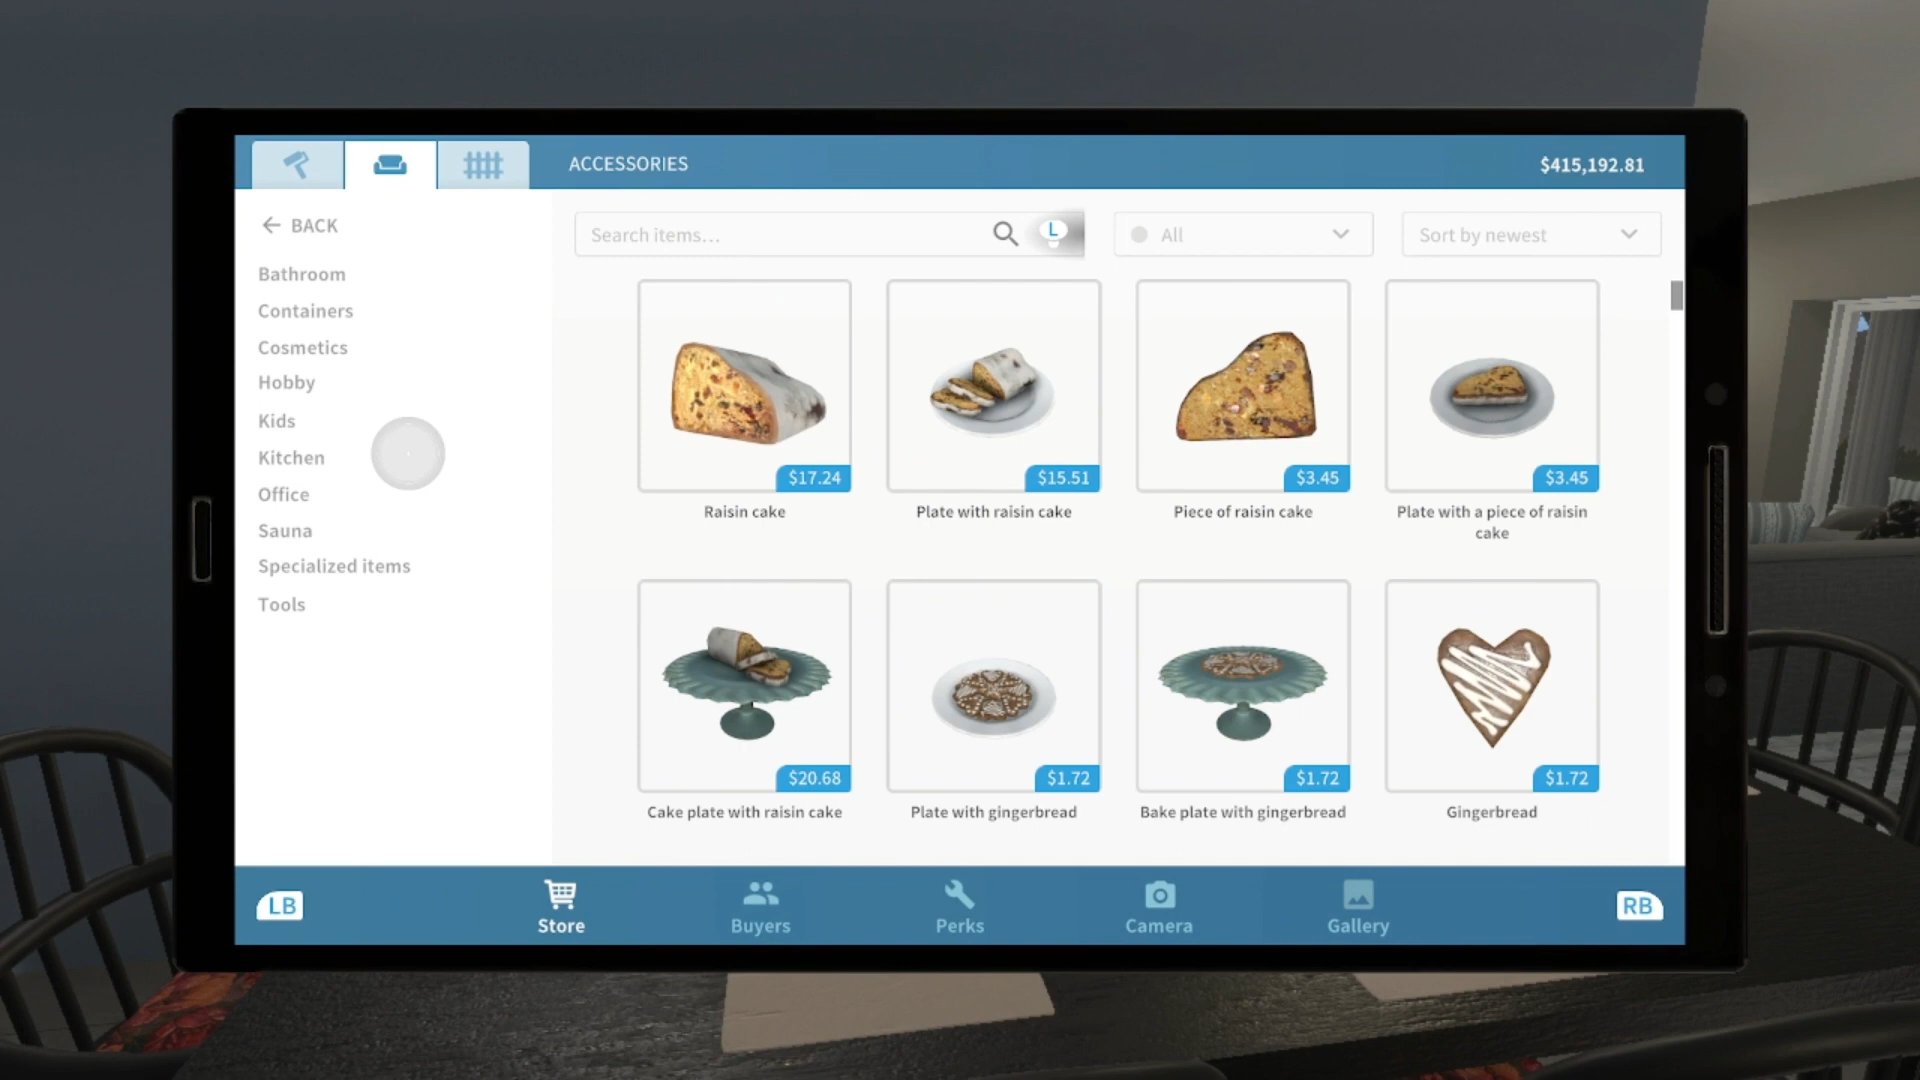 ACCESSORIES
$415,192.81
BACK
Search items...
L
All
Sort by newest
Bathroom
Containers
Cosmetics
Hobby
Kids
Kitchen
Office
Sauna
Specialized items
Tools
$17.24
$15.51
$3.45
$3.45
Raisin cake
Plate with raisin cake
Piece of raisin cake
Plate with a piece of raisin
cake
$20.68
$1.72
$1.72
$1.72
Cake plate with raisin cake
Plate with gingerbread
Bake plate with gingerbread
Gingerbread
LB
Store
Buyers
Perks
Camera
Gallery
RB